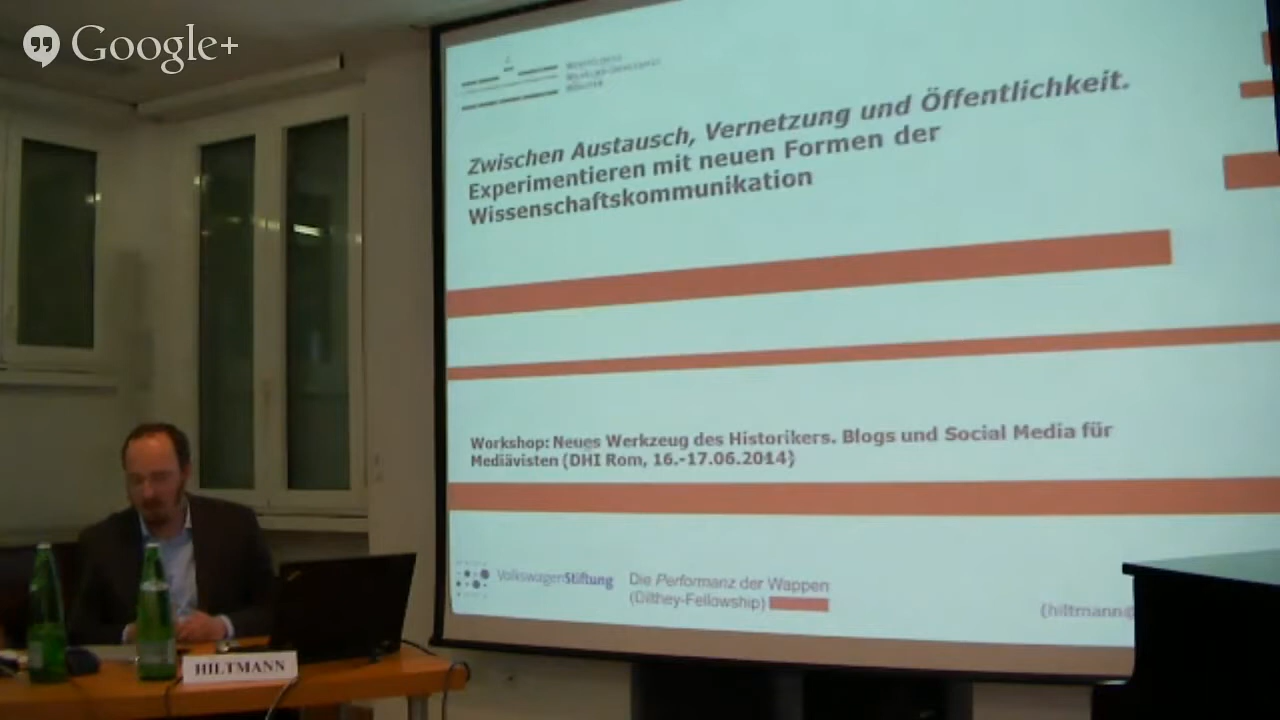 Google+
Zwischen Austausch, Vernetzung und Öffentlichkeit.
Experimentieren mit neuen Formen der
Wissenschaftskommunikation
Workshop: Neues Werkzeug des Historikers. Blogs und Social Media für
Mediävisten (DHI Rom, 16.-17.06.2014)
VolkswagenStiftung
Die Performanz der Wappen
(Dilthey-Fellowship)
(hiltmann@
HILTMANN